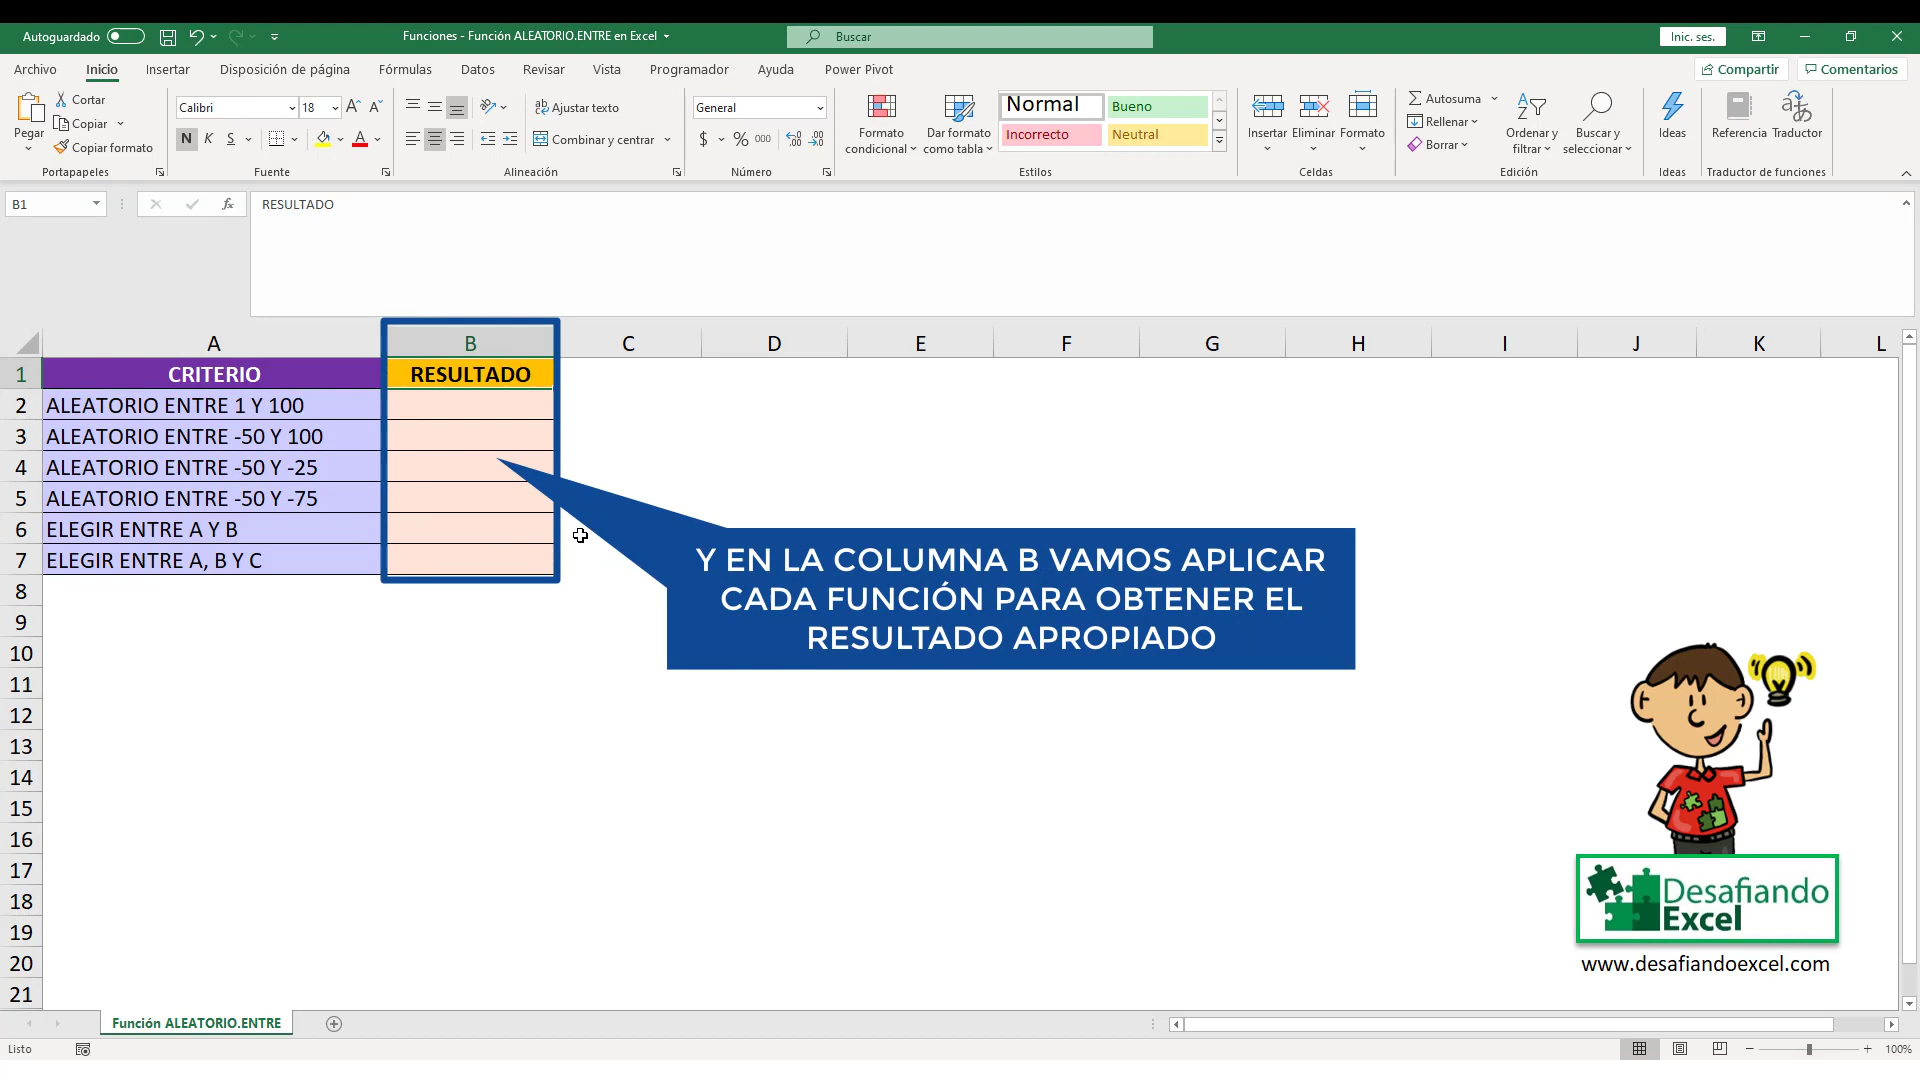 Autoguardado
Funciones - Función ALEATORIO.ENTRE en Excel
Buscar
Inic. ses.
Archivo Inicio Insertar Disposición de página Fórmulas Datos Revisar Vista Programador Ayuda Power Pivot
Compartir Comentarios
Pegar
Cortar
Copiar
Copiar formato
Portapapeles
Calibri 18
N K S
Fuente
Ajustar texto
Combinar y centrar
Alineación
General
$ % 000
Número
Formato condicional
Dar formato como tabla
Normal Bueno
Incorrecto Neutral
Estilos
Insertar Eliminar Formato
Celdas
Autosuma
Rellenar
Borrar
Ordenar y filtrar
Buscar y seleccionar
Edición
Ideas
Ideas
Referencia Traductor
Traductor de funciones
B1 fx RESULTADO
A B C D E F G H I J K L
1 CRITERIO RESULTADO
2 ALEATORIO ENTRE 1 Y 100
3 ALEATORIO ENTRE -50 Y 100
4 ALEATORIO ENTRE -50 Y -25
5 ALEATORIO ENTRE -50 Y -75
6 ELEGIR ENTRE A Y B
7 ELEGIR ENTRE A, B Y C
8
9
10
11
12
13
14
15
16
17
18
19
20
21
Y EN LA COLUMNA B VAMOS APLICAR
CADA FUNCIÓN PARA OBTENER EL
RESULTADO APROPIADO
Desafiando
Excel
www.desafiandoexcel.com
Función ALEATORIO.ENTRE
Listo
100%